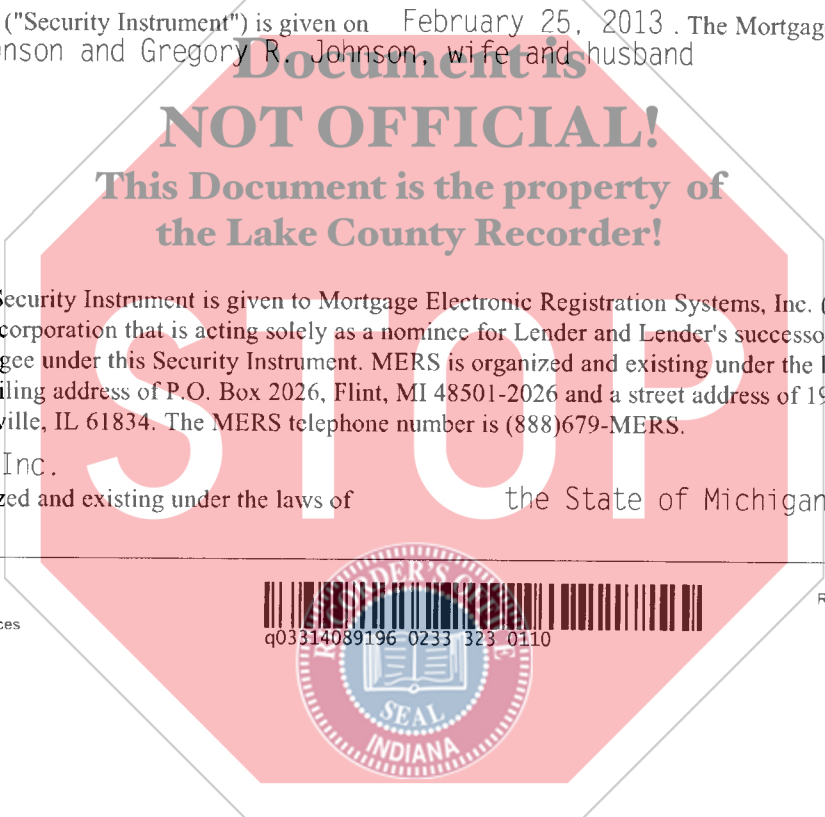 ("Security Instrument") is given on February 25, 2013 . The Mortgag
nson and Gregory R. Johnson, wife and husband
Document is
NOT OFFICIAL!
This Document is the property of
the Lake County Recorder!
Security Instrument is given to Mortgage Electronic Registration Systems, Inc. (
corporation that is acting solely as a nominee for Lender and Lender's successo
gee under this Security Instrument. MERS is organized and existing under the l
iling address of P.O. Box 2026, Flint, MI 48501-2026 and a street address of 19
ville, IL 61834. The MERS telephone number is (888)679-MERS.
STOP
Inc.
zed and existing under the laws of the State of Michigan
R
ces
q03314089196 0233 323 0110
RECORDER'S OFFICE
SEAL
INDIANA